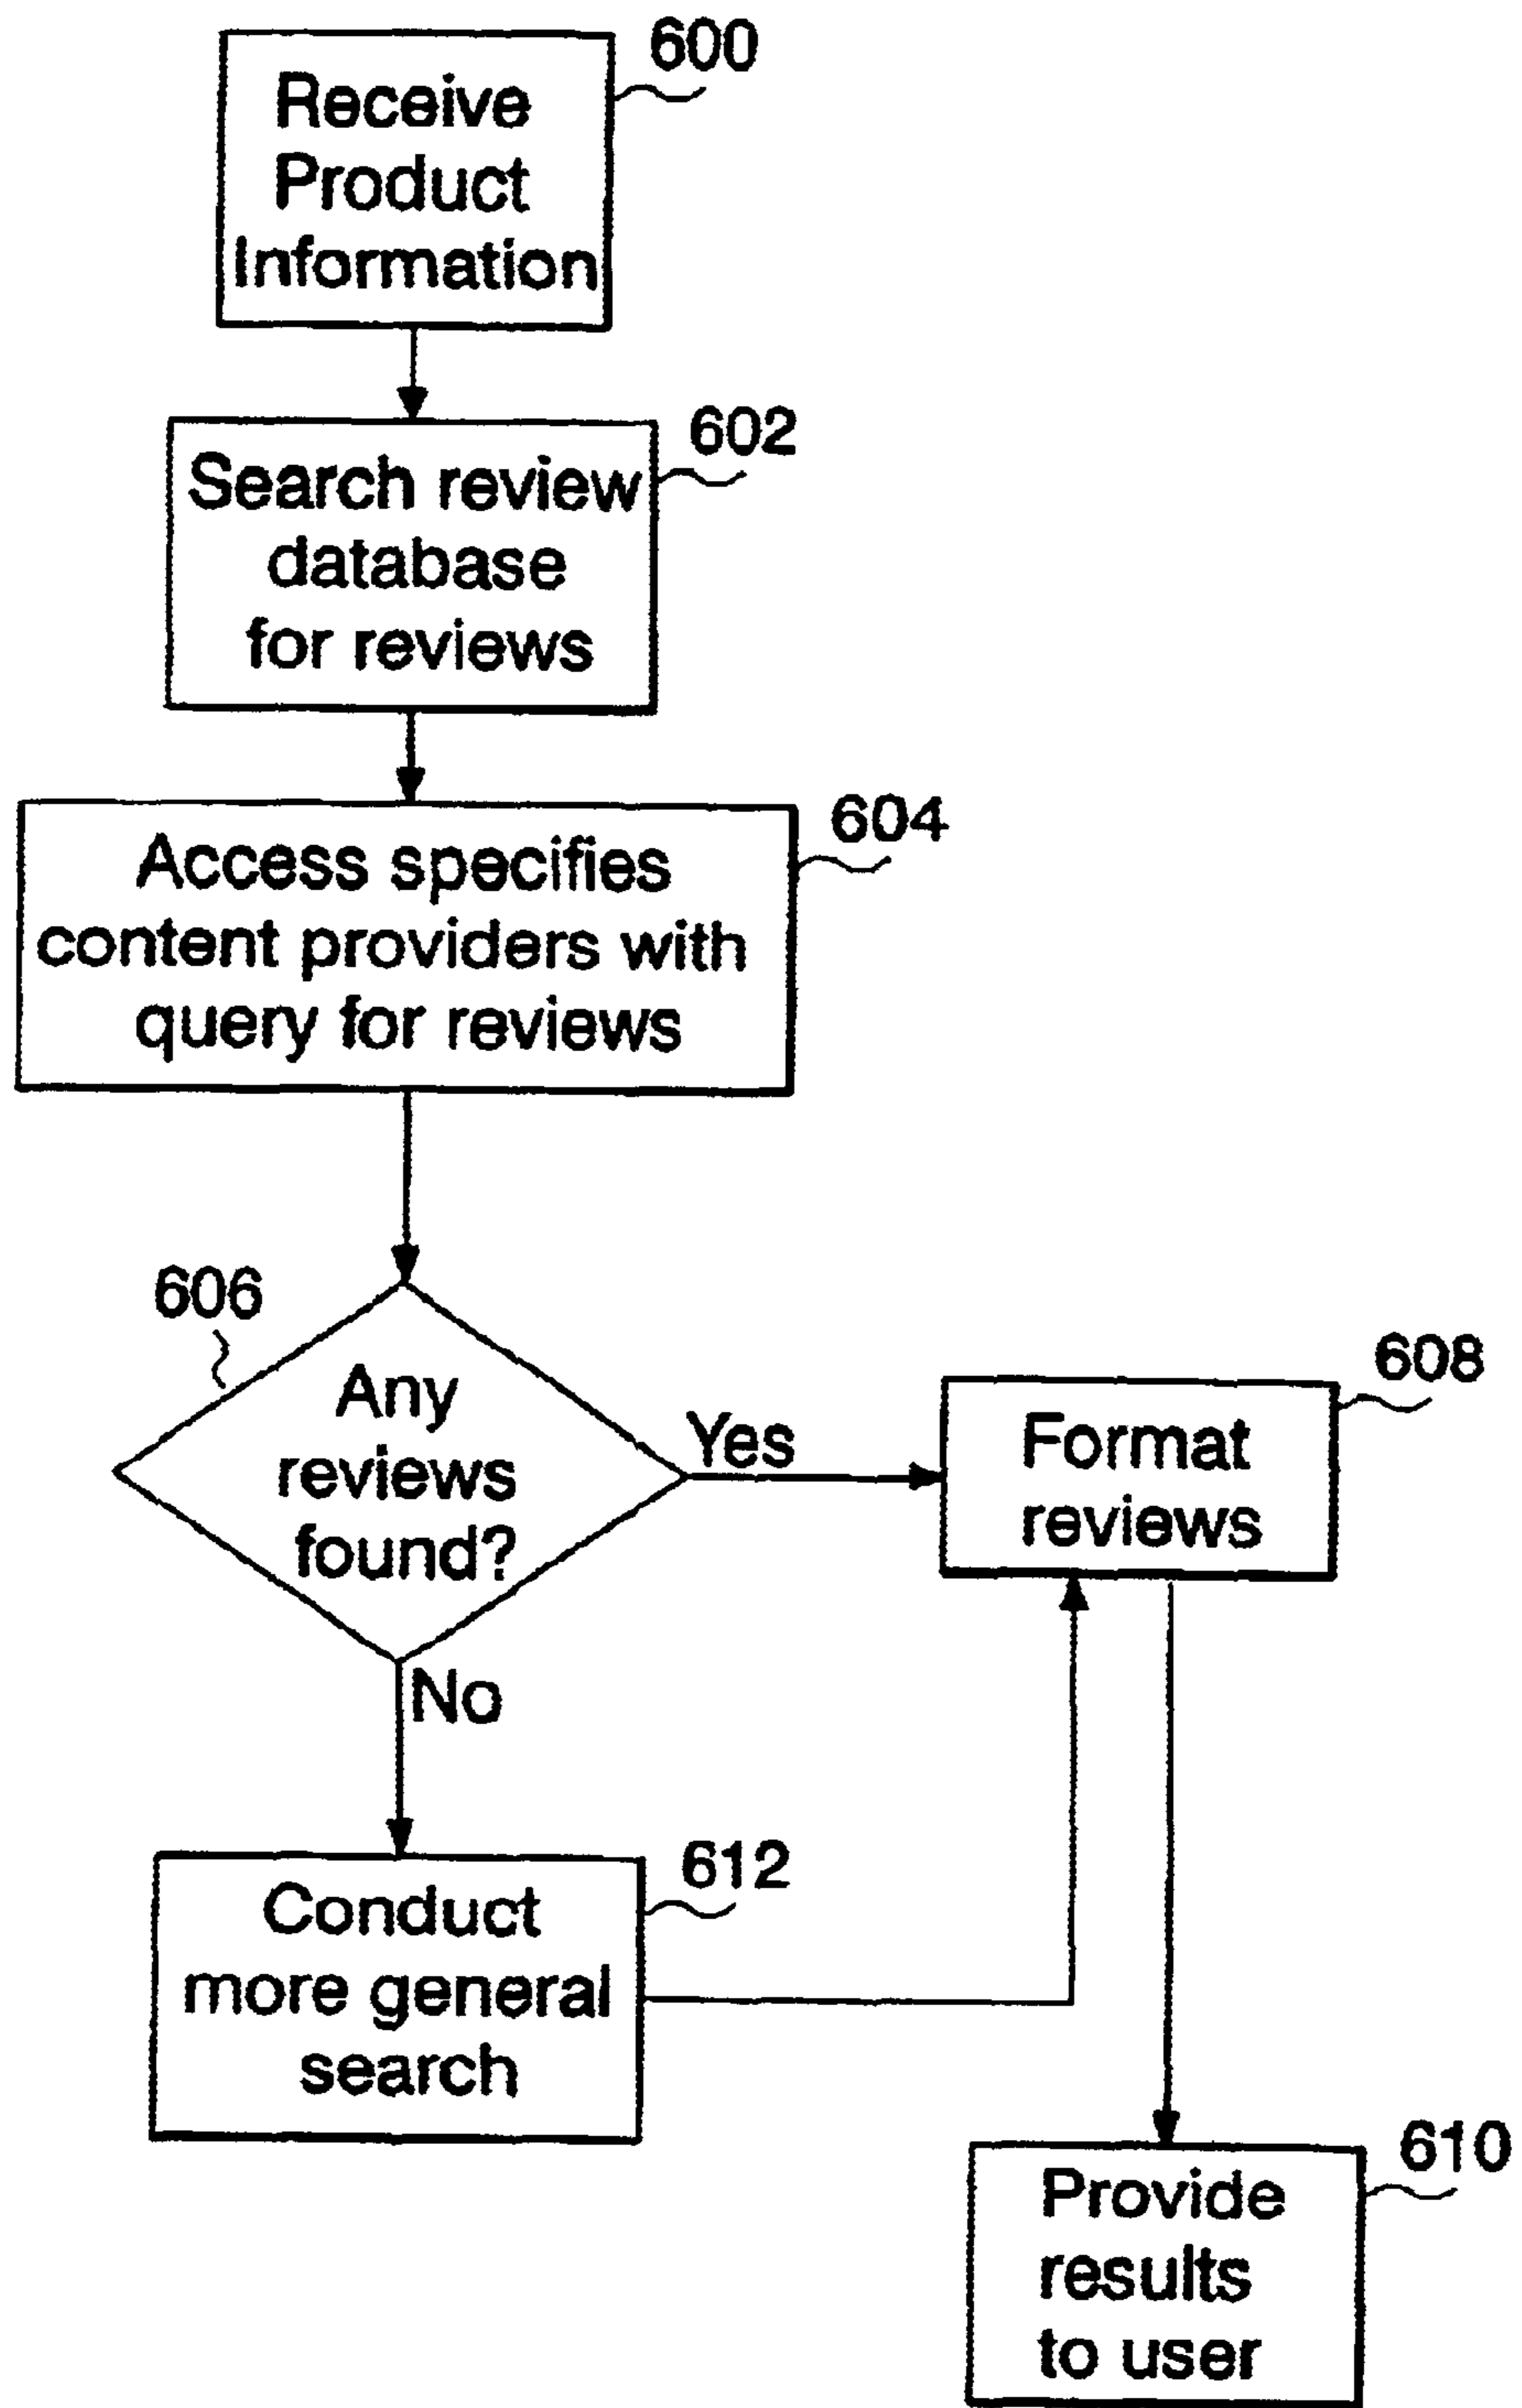 600
Receive
Product
Information
602
Search review
database
for reviews
604
Access specifies
content providers with
query for reviews
606
Any
reviews
found?
Yes
608
Format
reviews
No
612
Conduct
more general
search
610
Provide
results
to user